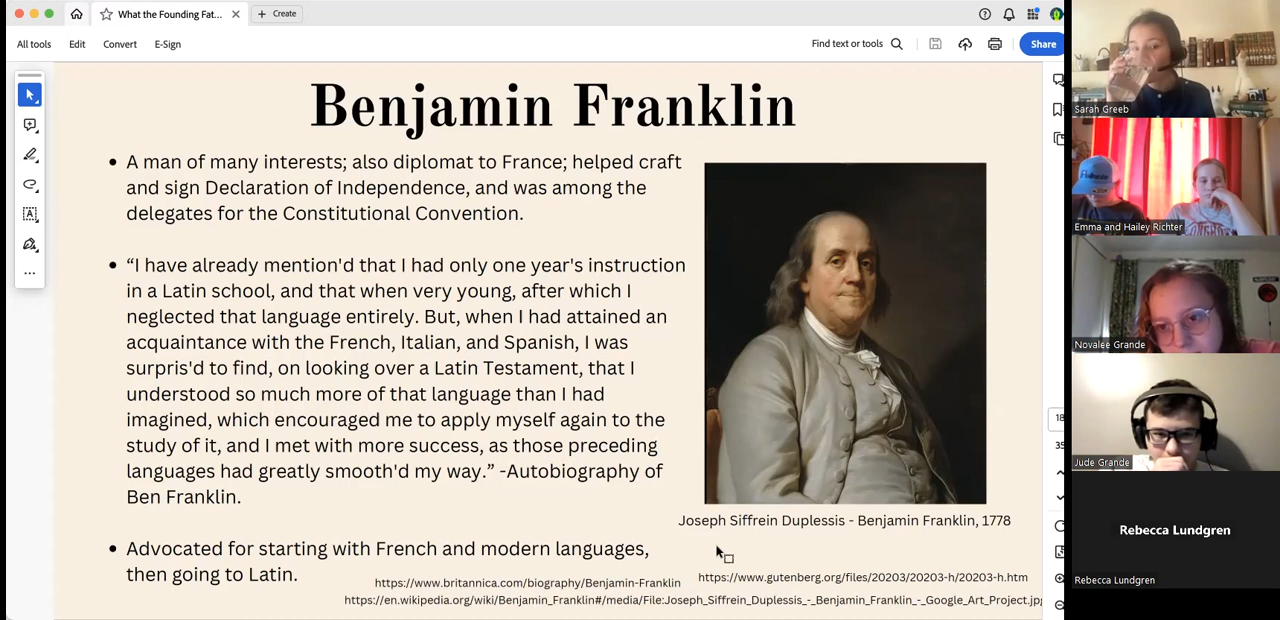 What the Founding Fat...
Create
All tools
Edit
Convert
E-Sign
Find text or tools
Share
Benjamin Franklin
• A man of many interests; also diplomat to France; helped craft
and sign Declaration of Independence, and was among the
delegates for the Constitutional Convention.
• “I have already mention'd that I had only one year's instruction
in a Latin school, and that when very young, after which I
neglected that language entirely. But, when I had attained an
acquaintance with the French, Italian, and Spanish, I was
surpris'd to find, on looking over a Latin Testament, that I
understood so much more of that language than I had
imagined, which encouraged me to apply myself again to the
study of it, and I met with more success, as those preceding
languages had greatly smooth'd my way.” -Autobiography of
Ben Franklin.
• Advocated for starting with French and modern languages,
then going to Latin.
Joseph Siffrein Duplessis - Benjamin Franklin, 1778
https://www.britannica.com/biography/Benjamin-Franklin
https://www.gutenberg.org/files/20203/20203-h/20203-h.htm
https://en.wikipedia.org/wiki/Benjamin_Franklin#/media/File:Joseph_Siffrein_Duplessis_-_Benjamin_Franklin_-_Google_Art_Project.jpg
18
35
Sarah Greeb
Emma and Hailey Richter
Novalee Grande
Jude Grande
Rebecca Lundgren
Rebecca Lundgren